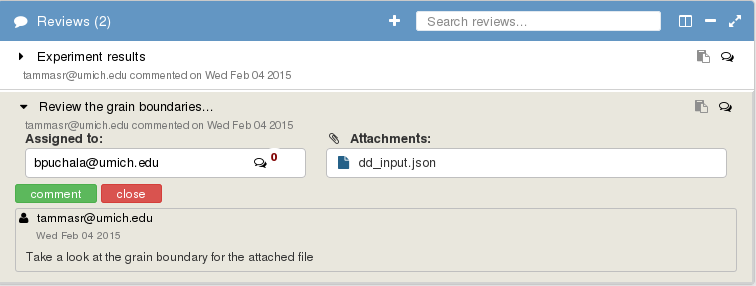 Reviews (2)
Search reviews...
Experiment results
tammasr@umich.edu commented on Wed Feb 04 2015
Review the grain boundaries...
tammasr@umich.edu commented on Wed Feb 04 2015
Assigned to:
Attachments:
bpuchala@umich.edu
0
dd_input.json
comment
close
tammasr@umich.edu
Wed Feb 04 2015
Take a look at the grain boundary for the attached file